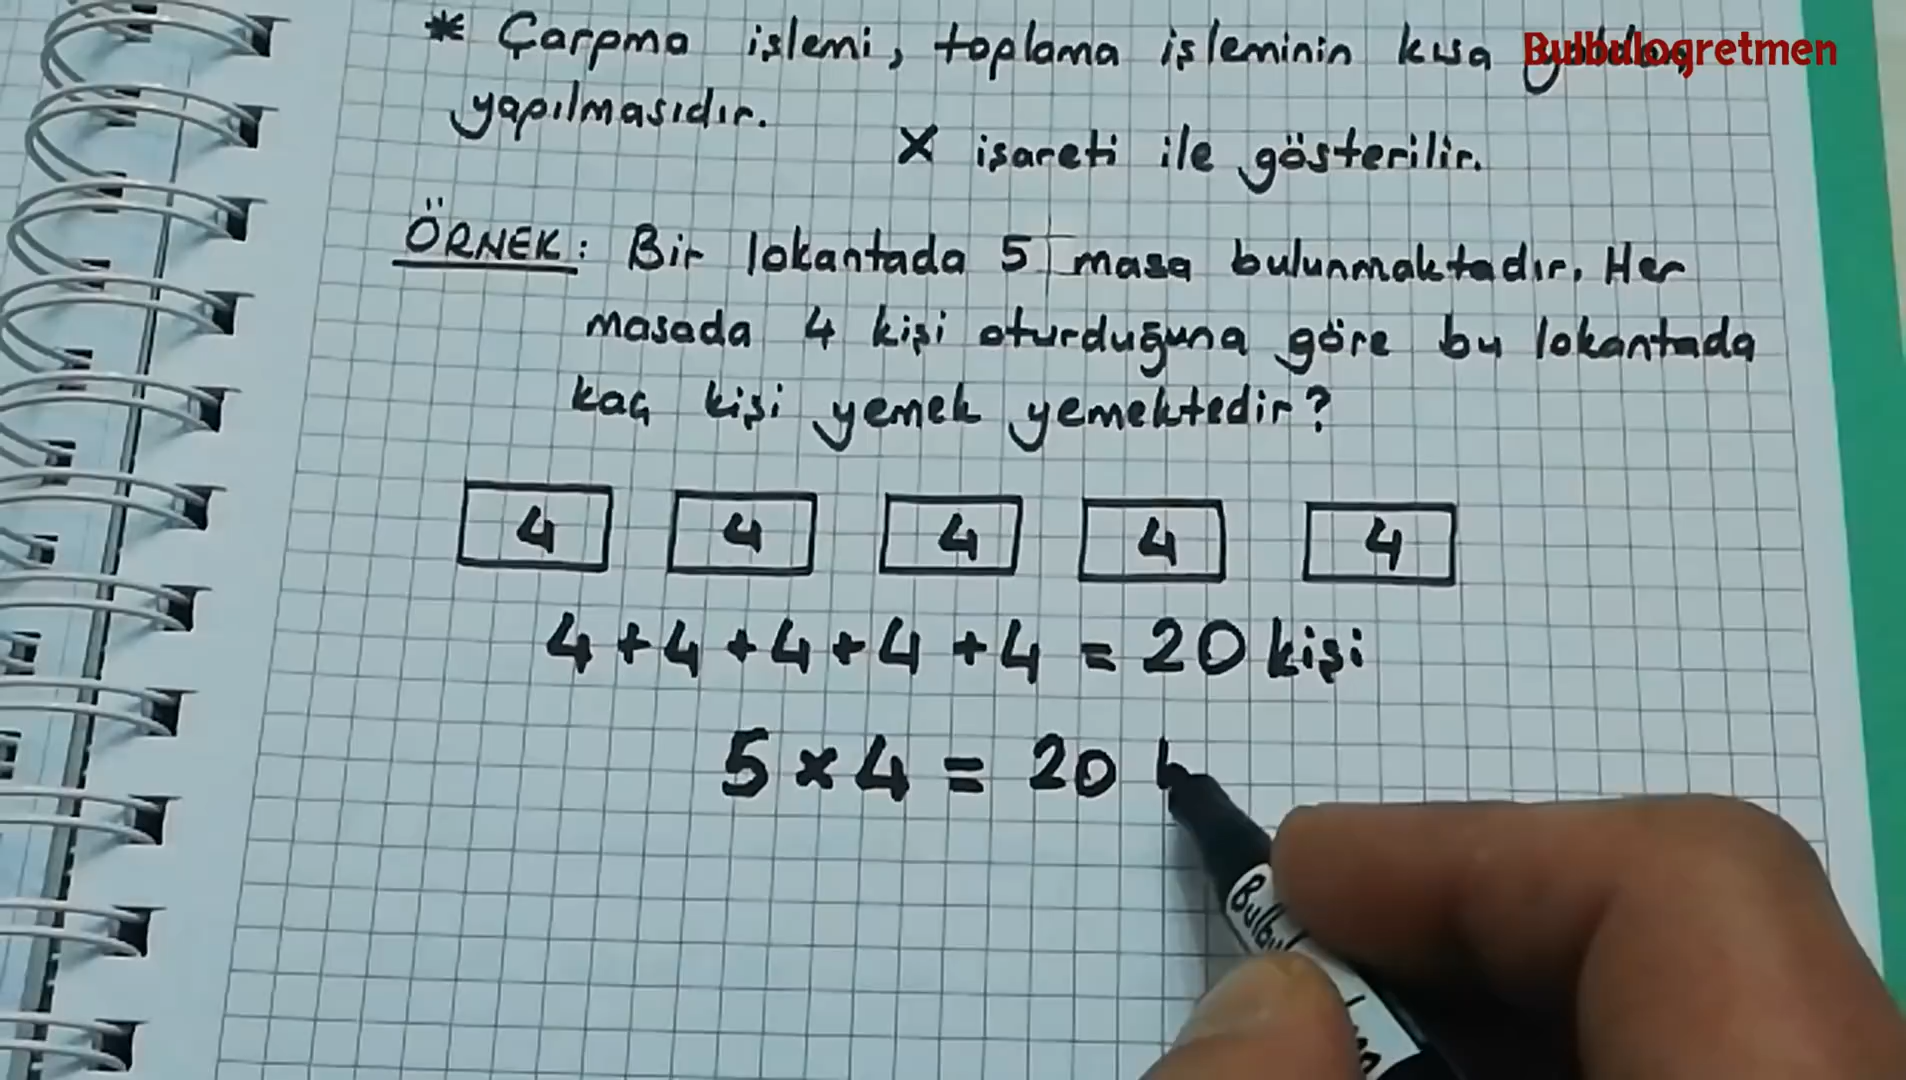 * Çarpma işlemi, toplama işleminin kısa
Bulbulogretmen
yapılmasıdır.
X işareti ile gösterilir.
ÖRNEK: Bir lokantada 5 masa bulunmaktadır. Her
masada 4 kişi oturduğuna göre bu lokantada
kaç kişi yemek yemektedir?
4 4 4 4 4
4 + 4 + 4 + 4 + 4 = 20 kişi
5 x 4 = 20